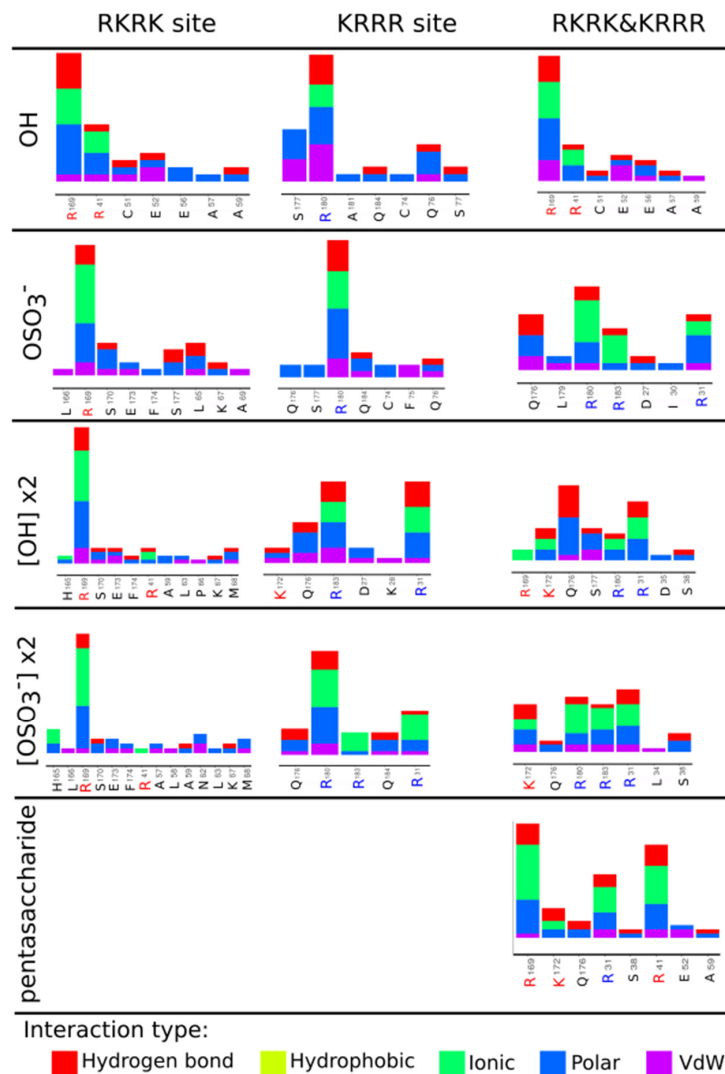 RKRK site KRRR site RKRK&KRRR
OH
R169 R41 C51 E52 E56 A57 A59
S177 R180 A181 Q184 C74 Q76 S77
R169 R41 C51 E52 E56 A57 A59
OSO3-
L166 R169 S170 E173 F174 S177 L65 K67 A69
Q176 S177 R180 Q184 C74 F75 Q76
Q176 L179 R180 R183 D27 I30 R31
[OH] x2
H165 R169 S170 E173 F174 R41 A59 L63 P66 K67 M68
K172 Q176 R183 D27 K28 R31
R169 K172 Q176 S177 R180 R31 D35 S38
[OSO3-] x2
H165 L166 R169 S170 E173 F174 R41 A57 L58 A59 N62 L63 K67 M68
Q176 R180 R183 Q184 R31
K172 Q176 R180 R183 R31 L34 S38
pentasaccharide
R169 K172 Q176 R31 S38 R41 E52 A59
Interaction type:
Hydrogen bond Hydrophobic Ionic Polar VdW